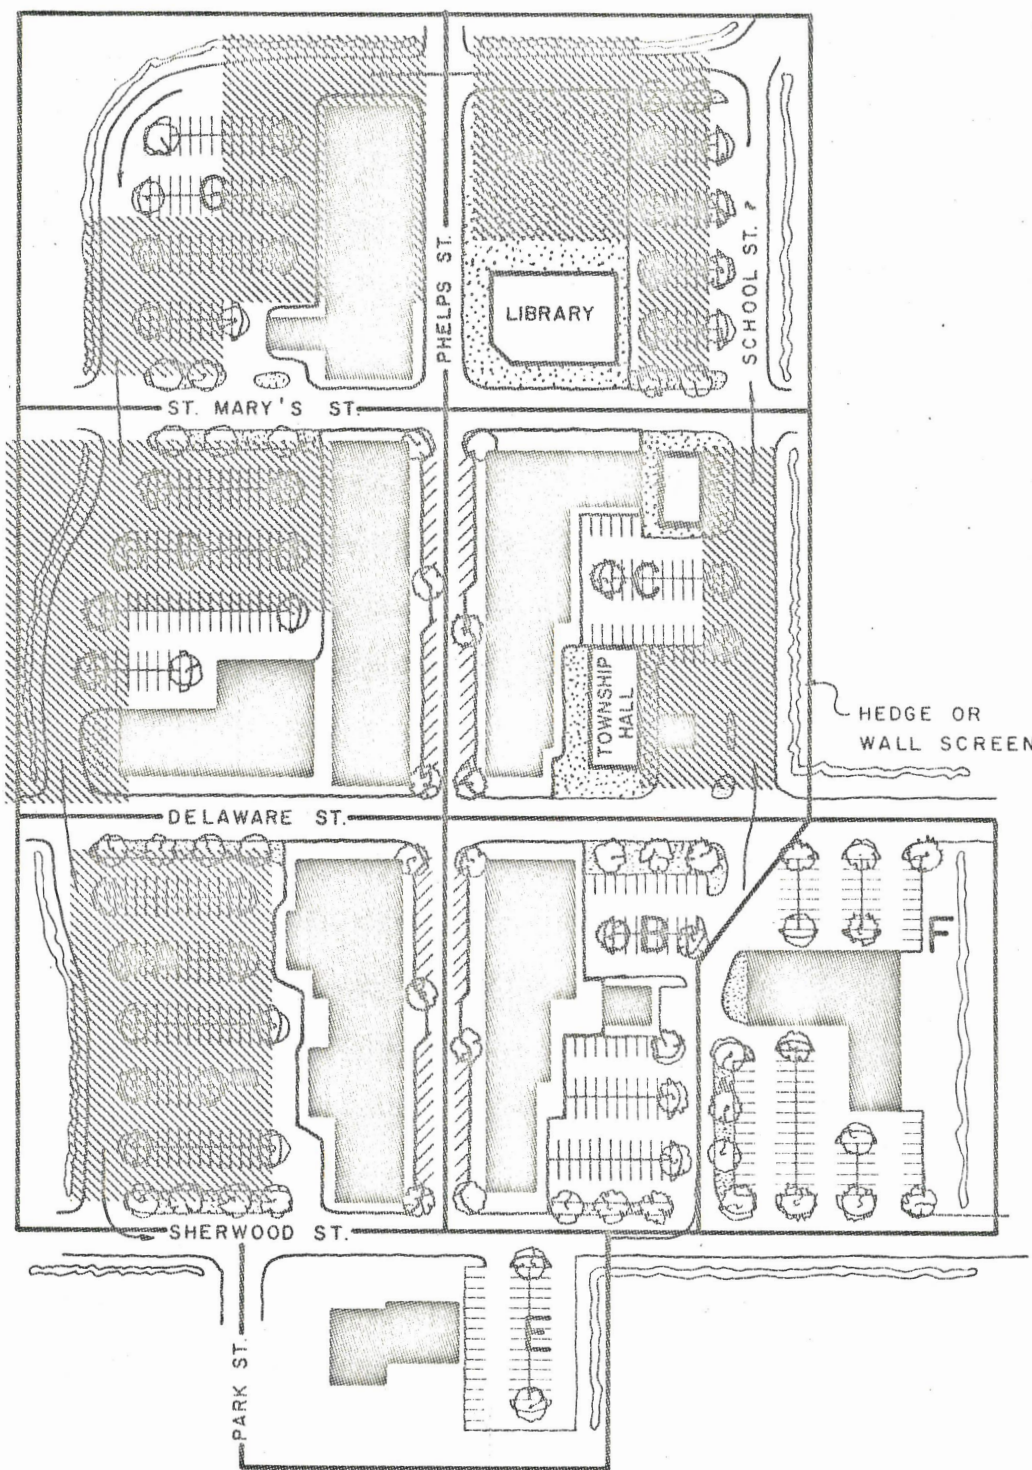 G
PHELPS ST.
LIBRARY
SCHOOL ST.
ST. MARY'S ST.
D
C
TOWNSHIP
HALL
HEDGE OR
WALL SCREEN
DELAWARE ST.
B
F
A
SHERWOOD ST.
E
PARK ST.